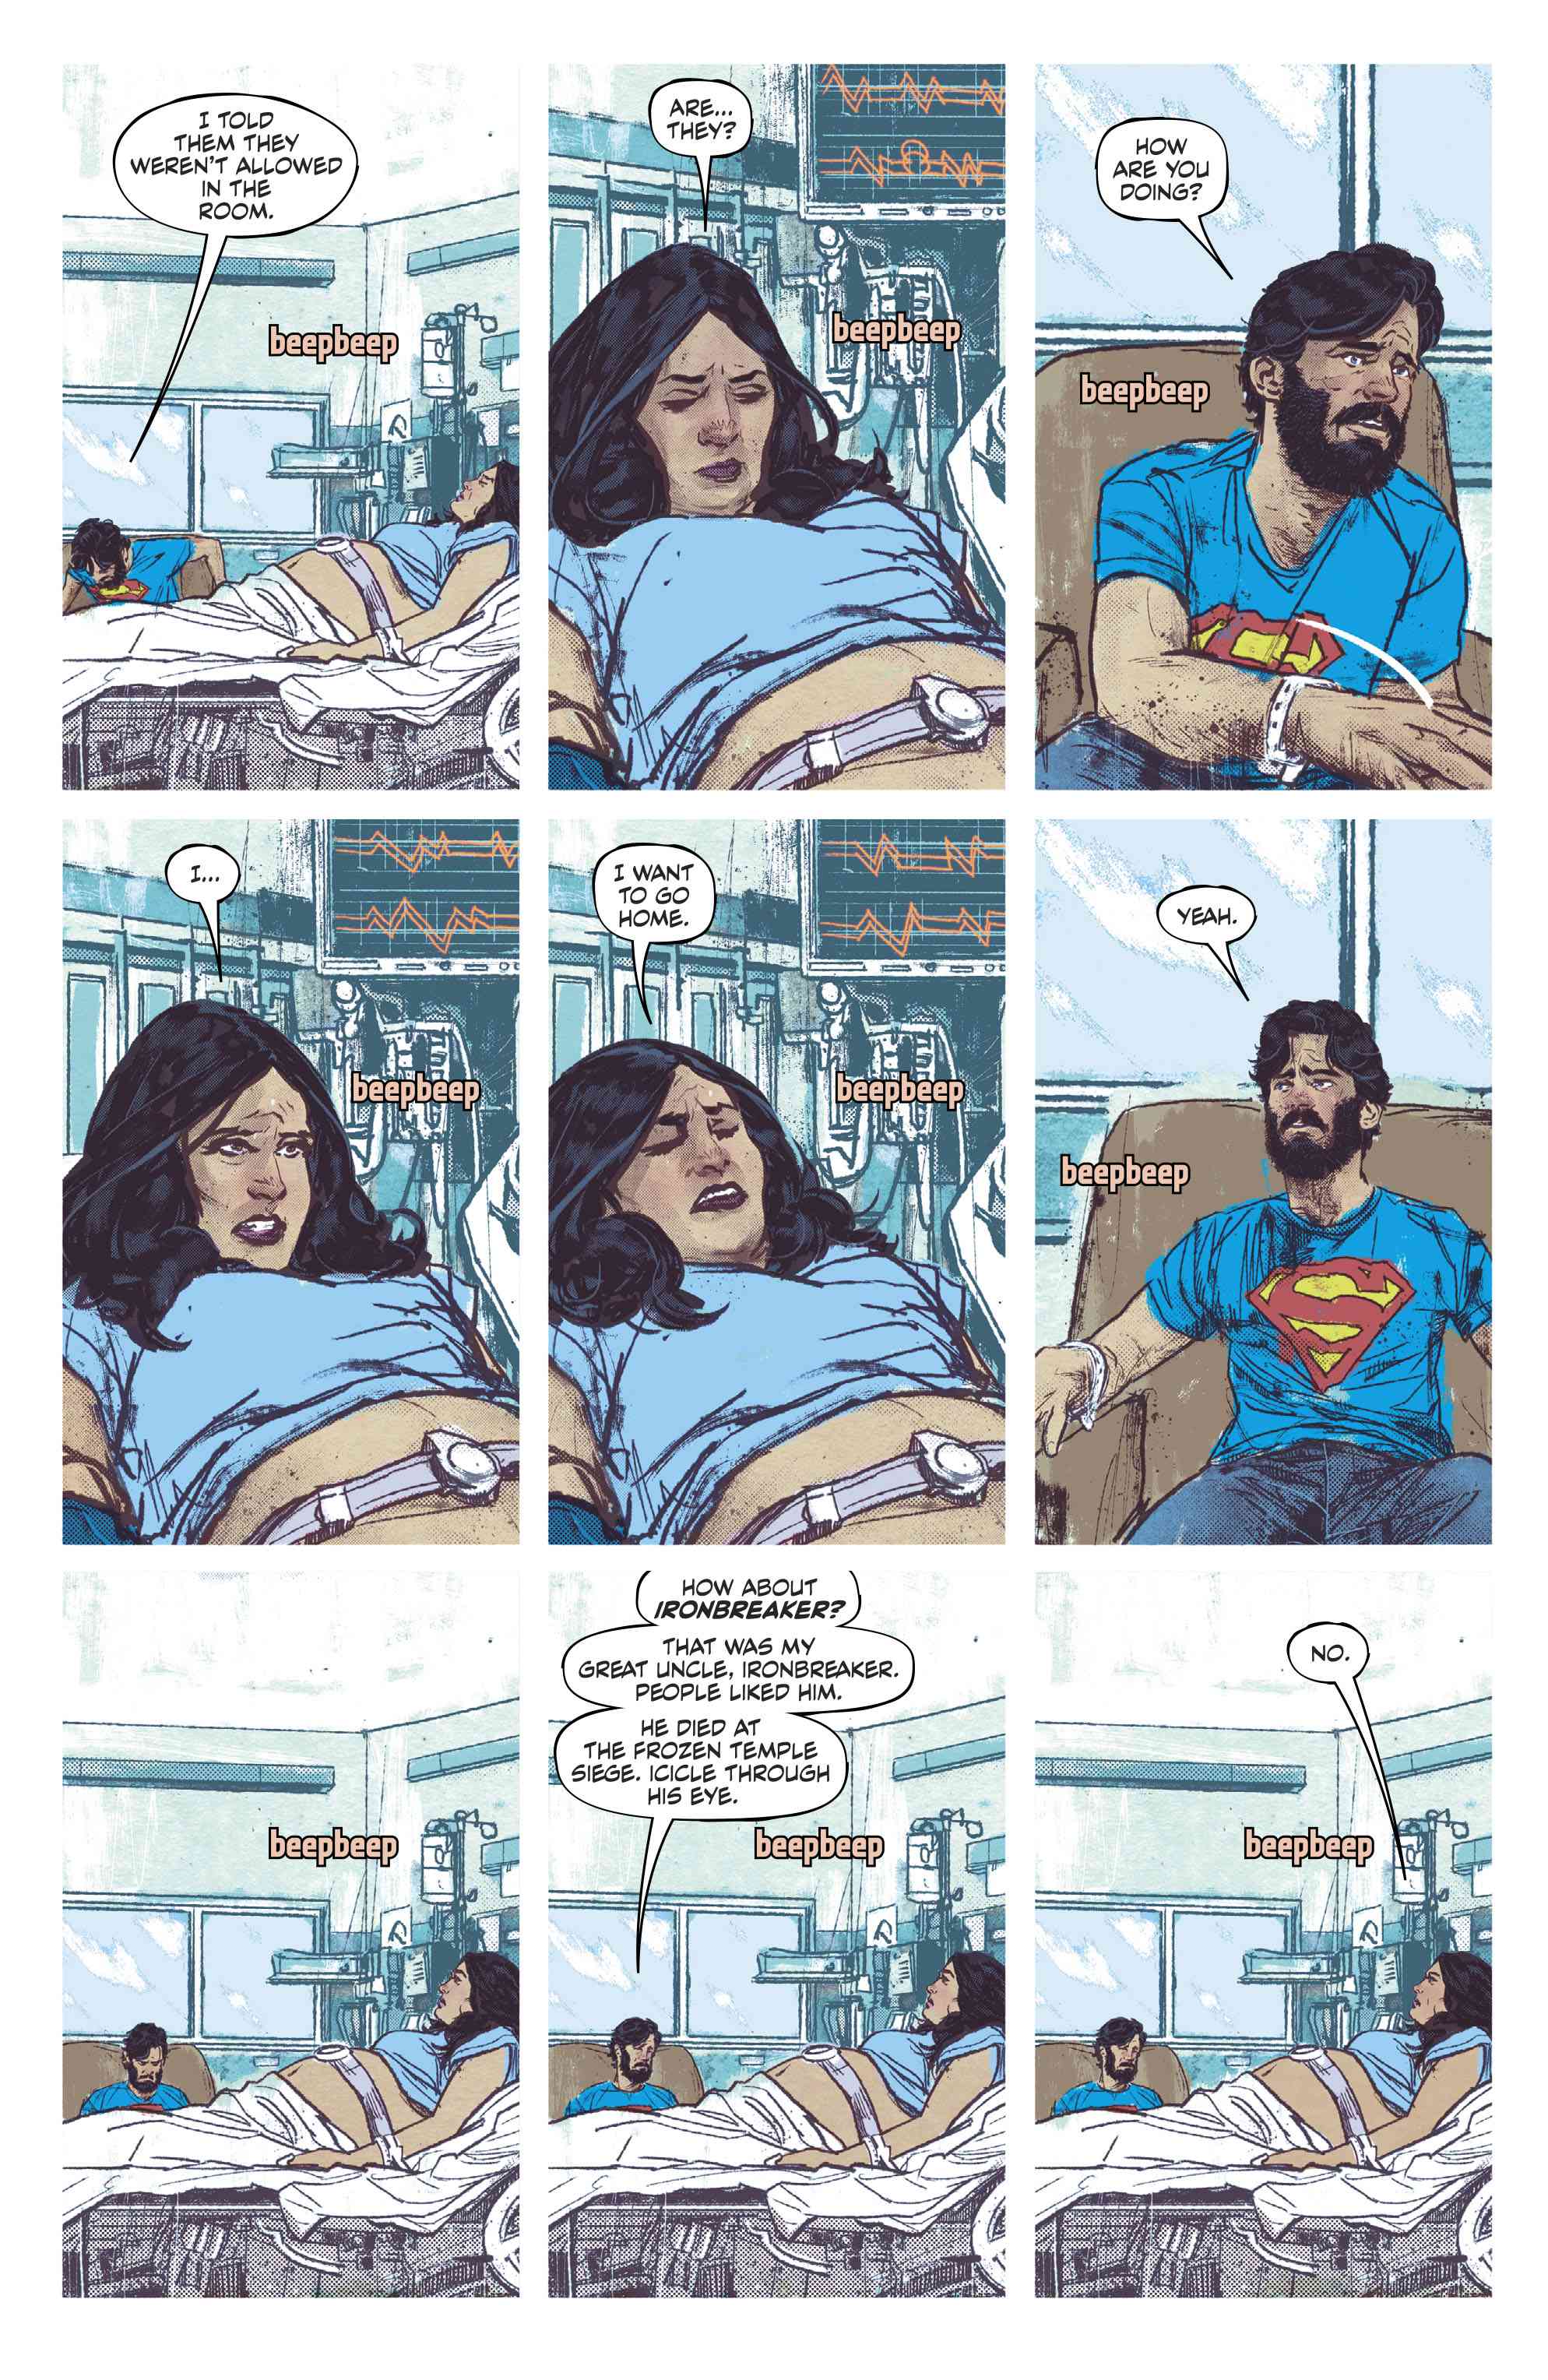 I TOLD
THEM THEY
WEREN'T ALLOWED
IN THE
ROOM.
beepbeep
ARE...
THEY?
beepbeep
HOW
ARE YOU
DOING?
beepbeep
I...
beepbeep
I WANT
TO GO
HOME.
beepbeep
YEAH.
beepbeep
S
beepbeep
HOW ABOUT
IRONBREAKER?
THAT WAS MY
GREAT UNCLE, IRONBREAKER.
PEOPLE LIKED HIM.
HE DIED AT
THE FROZEN TEMPLE
SIEGE. ICICLE THROUGH
HIS EYE.
beepbeep
NO.
beepbeep